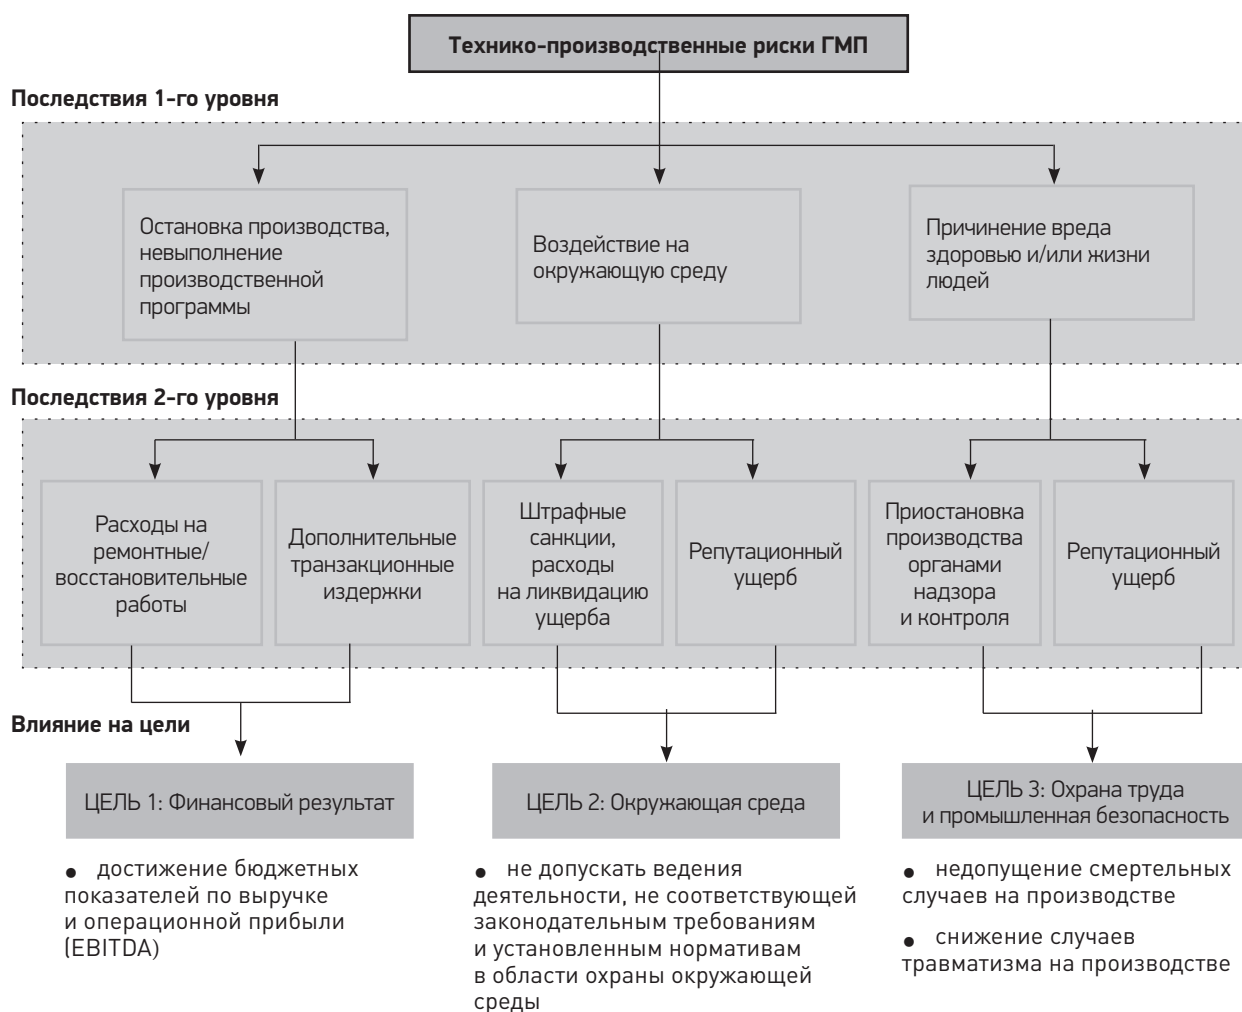 Технико-производственные риски ГМП
Последствия 1-го уровня
Остановка производства,
невыполнение
производственной
программы
Воздействие на
окружающую среду
Причинение вреда
здоровью и/или жизни
людей
Последствия 2-го уровня
Расходы на
ремонтные/
восстановительные
работы
Дополнительные
транзакционные
издержки
Штрафные
санкции,
расходы
на ликвидацию
ущерба
Репутационный
ущерб
Приостановка
производства
органами
надзора
и контроля
Репутационный
ущерб
Влияние на цели
ЦЕЛЬ 1: Финансовый результат
• достижение бюджетных
показателей по выручке
и операционной прибыли
(EBITDA)
ЦЕЛЬ 2: Окружающая среда
• не допускать ведения
деятельности, не соответствующей
законодательным требованиям
и установленным нормативам
в области охраны окружающей
среды
ЦЕЛЬ 3: Охрана труда
и промышленная безопасность
• недопущение смертельных
случаев на производстве
• снижение случаев
травматизма на производстве